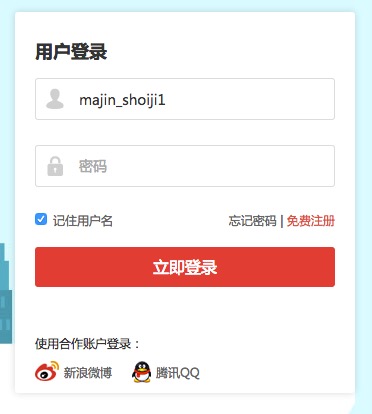 用户登录
majin_shoiji1
密码
记住用户名 忘记密码 | 免费注册
立即登录
使用合作账户登录：
新浪微博 腾讯QQ